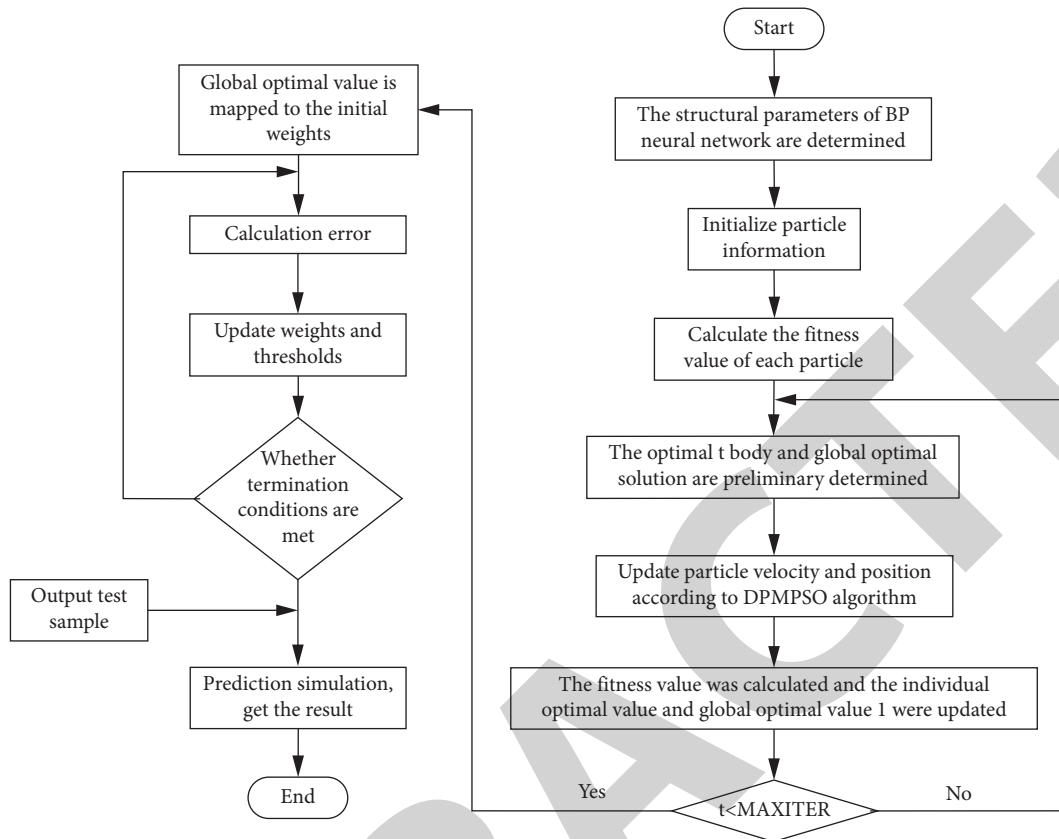 Start
The structural parameters of BP
neural network are determined
Initialize particle
information
Calculate the fitness
value of each particle
The optimal t body and global optimal
solution are preliminary determined
Update particle velocity and position
according to DPMPSO algorithm
The fitness value was calculated and the individual
optimal value and global optimal value 1 were updated
t<MAXITER
Yes
No
Global optimal value is
mapped to the initial
weights
Calculation error
Update weights and
thresholds
Whether
termination
conditions are
met
Output test
sample
Prediction simulation,
get the result
End